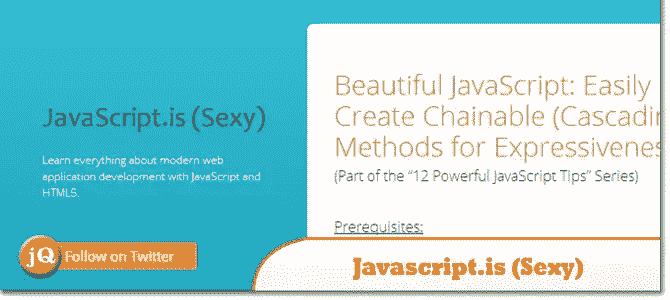 JavaScript.is (Sexy)
Learn everything about modern web
application development with JavaScript and
HTML5.
jQ Follow on Twitter
Beautiful JavaScript: Easily
Create Chainable (Cascadin
Methods for Expressivenes
(Part of the “12 Powerful JavaScript Tips” Series)
Prerequisites:
Javascript.is (Sexy)